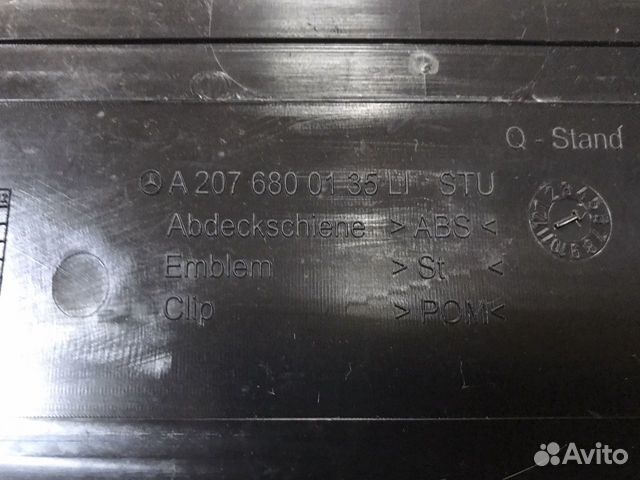 Q - Stand
A 207 680 01 35 LI STU
Abdeckschiene > ABS <
Emblem > St <
Clip > POM <
Avito